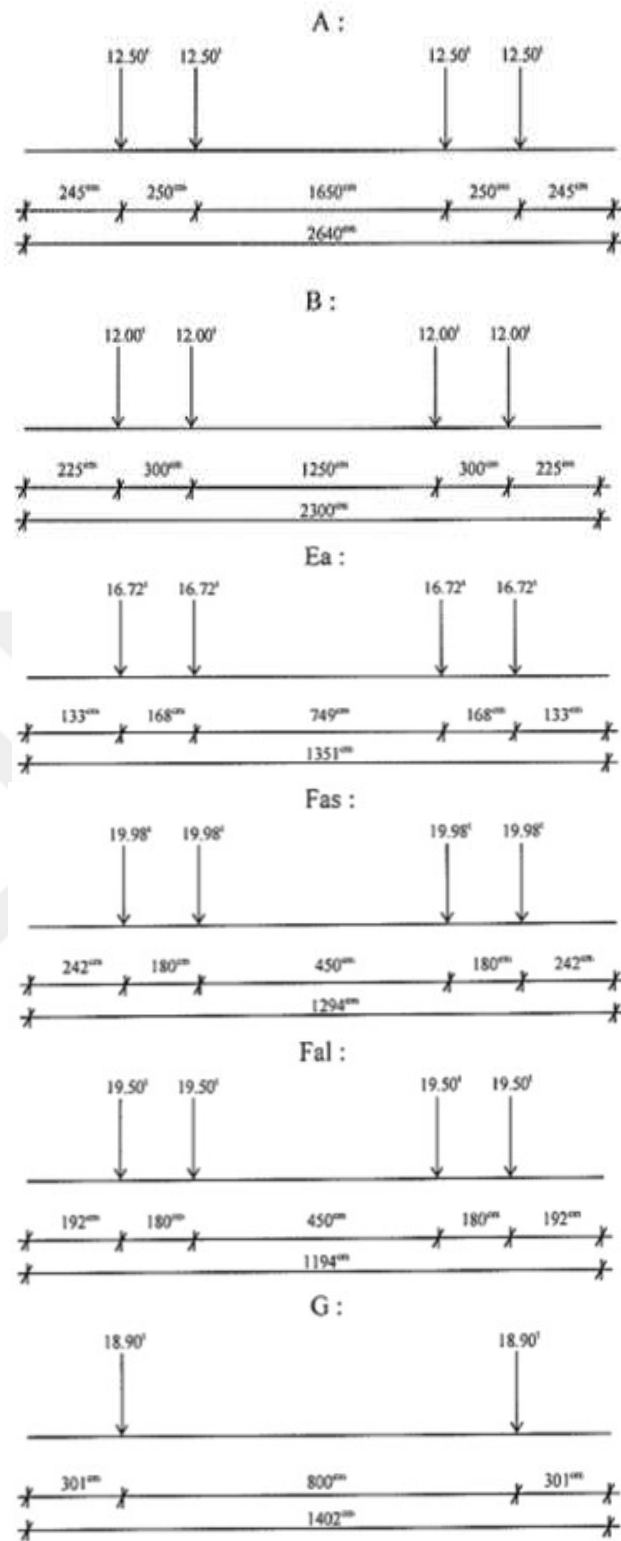 A :
12.50ᵗ 12.50ᵗ 12.50ᵗ 12.50ᵗ
245ᶜᵐ 250ᶜᵐ 1650ᶜᵐ 250ᶜᵐ 245ᶜᵐ
2640ᶜᵐ
B :
12.00ᵗ 12.00ᵗ 12.00ᵗ 12.00ᵗ
225ᶜᵐ 300ᶜᵐ 1250ᶜᵐ 300ᶜᵐ 225ᶜᵐ
2300ᶜᵐ
Ea :
16.72ᵗ 16.72ᵗ 16.72ᵗ 16.72ᵗ
133ᶜᵐ 168ᶜᵐ 749ᶜᵐ 168ᶜᵐ 133ᶜᵐ
1351ᶜᵐ
Fas :
19.98ᵗ 19.98ᵗ 19.98ᵗ 19.98ᵗ
242ᶜᵐ 180ᶜᵐ 450ᶜᵐ 180ᶜᵐ 242ᶜᵐ
1294ᶜᵐ
Fal :
19.50ᵗ 19.50ᵗ 19.50ᵗ 19.50ᵗ
192ᶜᵐ 180ᶜᵐ 450ᶜᵐ 180ᶜᵐ 192ᶜᵐ
1194ᶜᵐ
G :
18.90ᵗ 18.90ᵗ
301ᶜᵐ 800ᶜᵐ 301ᶜᵐ
1402ᶜᵐ